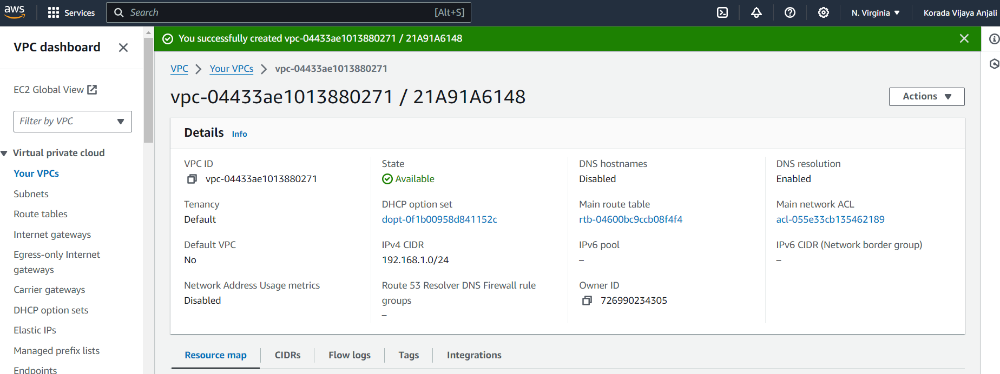 aws
Services
Search
[Alt+S]
N. Virginia
Korada Vijaya Anjali
VPC dashboard
EC2 Global View
Filter by VPC
Virtual private cloud
Your VPCs
Subnets
Route tables
Internet gateways
Egress-only Internet
gateways
Carrier gateways
DHCP option sets
Elastic IPs
Managed prefix lists
Endpoints
You successfully created vpc-04433ae1013880271 / 21A91A6148
VPC
Your VPCs
vpc-04433ae1013880271
vpc-04433ae1013880271 / 21A91A6148
Actions
Details Info
VPC ID
vpc-04433ae1013880271
State
Available
DNS hostnames
Disabled
DNS resolution
Enabled
Tenancy
Default
DHCP option set
dopt-0f1b00958d841152c
Main route table
rtb-04600bc9ccb08f4f4
Main network ACL
acl-055e33cb135462189
Default VPC
No
IPv4 CIDR
192.168.1.0/24
IPv6 pool
–
IPv6 CIDR (Network border group)
–
Network Address Usage metrics
Disabled
Route 53 Resolver DNS Firewall rule
groups
–
Owner ID
726990234305
Resource map
CIDRs
Flow logs
Tags
Integrations